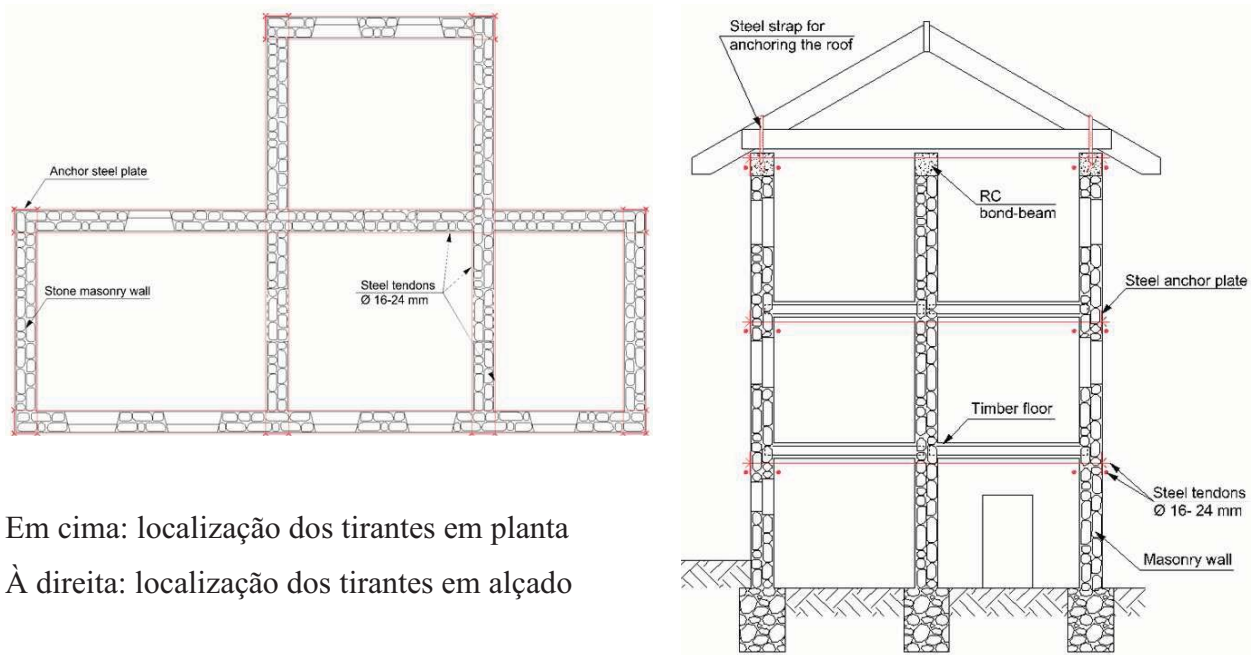 Anchor steel plate
Stone masonry wall
Steel tendons
Ø 16-24 mm
Em cima: localização dos tirantes em planta
À direita: localização dos tirantes em alçado
Steel strap for
anchoring the roof
RC
bond-beam
Steel anchor plate
Timber floor
Steel tendons
Ø 16- 24 mm
Masonry wall